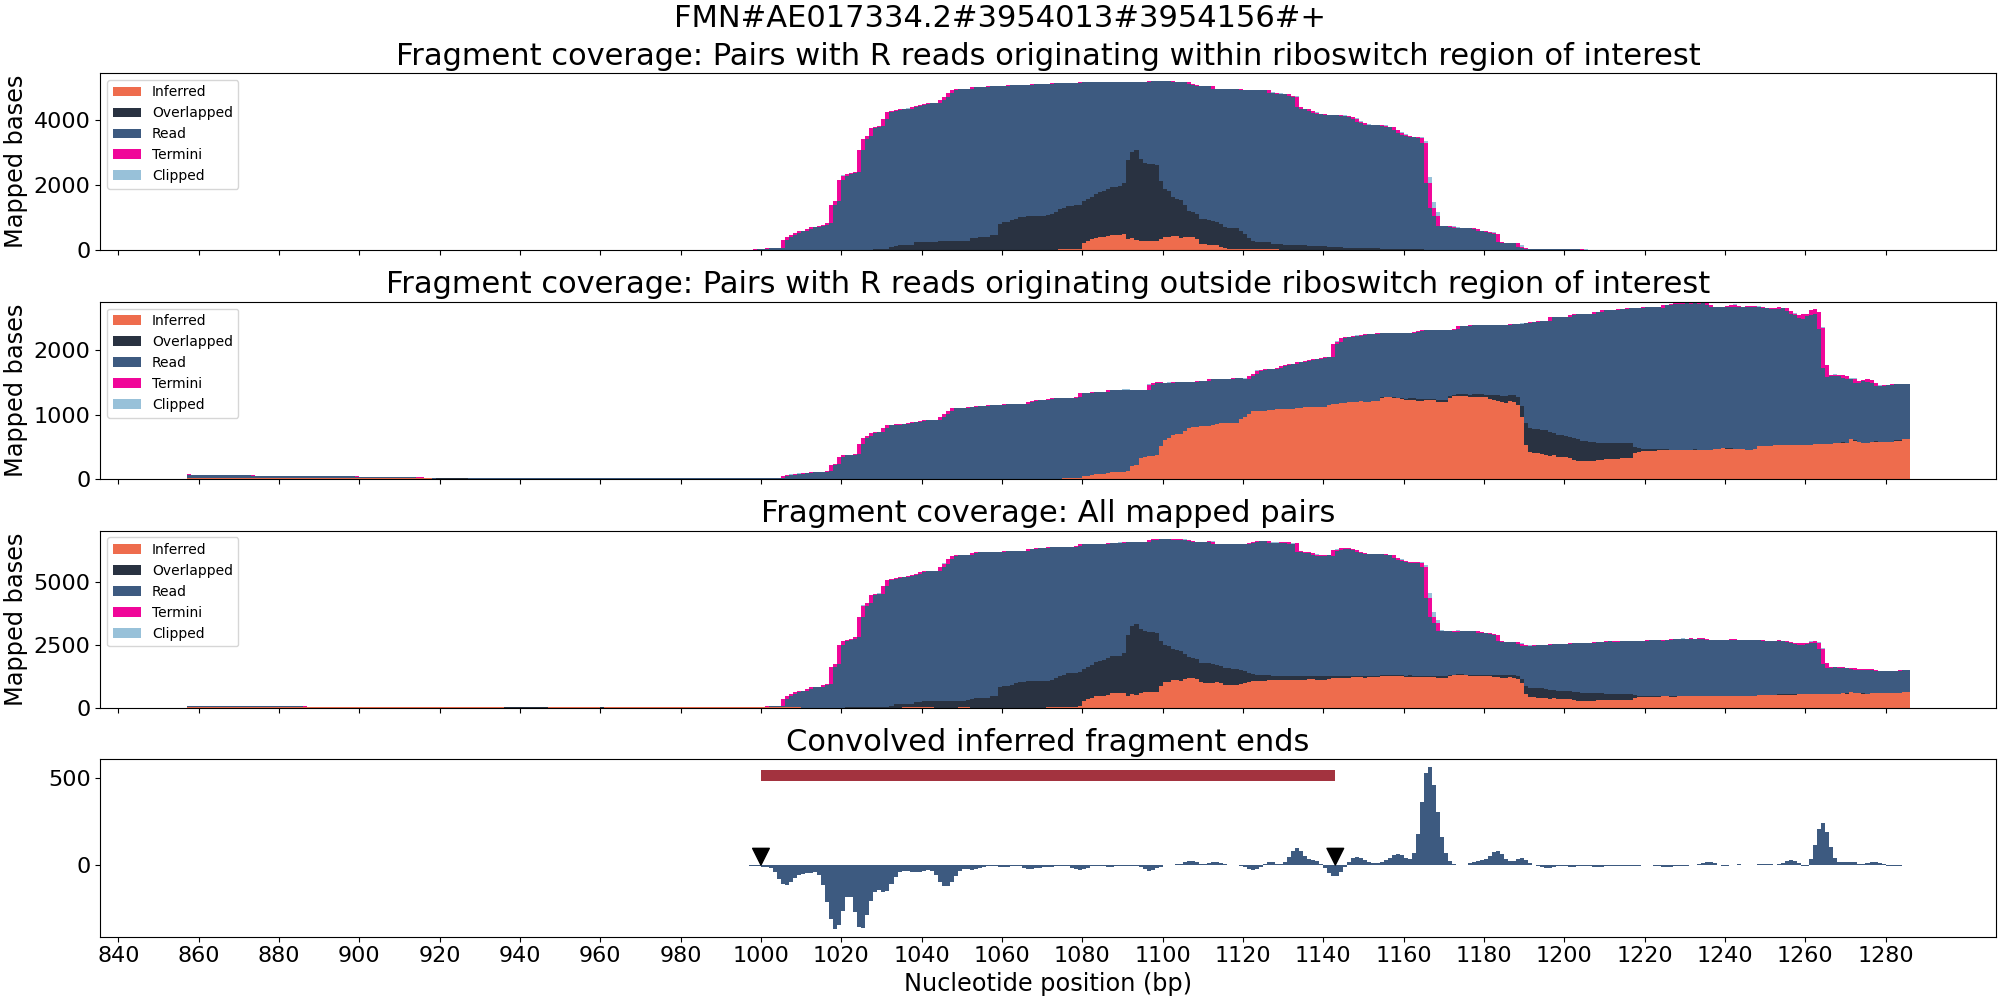 FMN#AE017334.2#3954013#3954156#+
Fragment coverage: Pairs with R reads originating within riboswitch region of interest
Mapped bases
4000
2000
0
Inferred
Overlapped
Read
Termini
Clipped
Fragment coverage: Pairs with R reads originating outside riboswitch region of interest
Mapped bases
2000
1000
0
Inferred
Overlapped
Read
Termini
Clipped
Fragment coverage: All mapped pairs
Mapped bases
5000
2500
0
Inferred
Overlapped
Read
Termini
Clipped
Convolved inferred fragment ends
500
0
840 860 880 900 920 940 960 980 1000 1020 1040 1060 1080 1100 1120 1140 1160 1180 1200 1220 1240 1260 1280
Nucleotide position (bp)